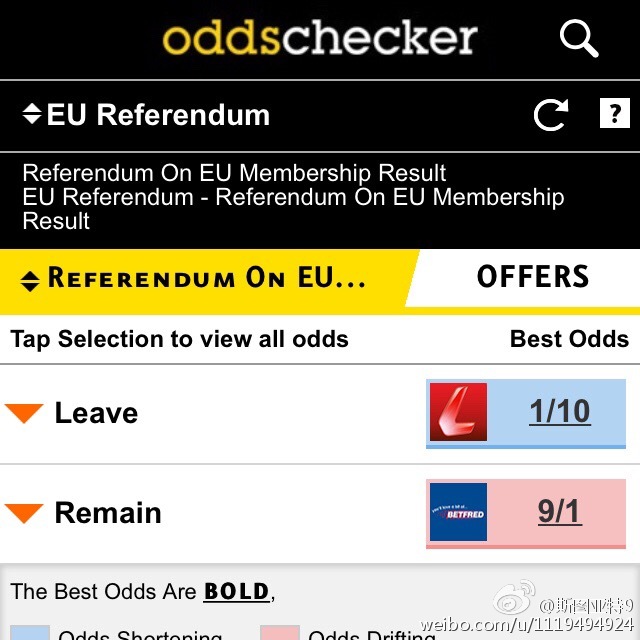 oddschecker
EU Referendum
?
Referendum On EU Membership Result
EU Referendum - Referendum On EU Membership
Result
REFERENDUM ON EU...
OFFERS
Tap Selection to view all odds
Best Odds
Leave
1/10
Remain
BETFRED
9/1
The Best Odds Are BOLD,
Odds Shortening
Odds Drifting
weibo.com/u/1119494924